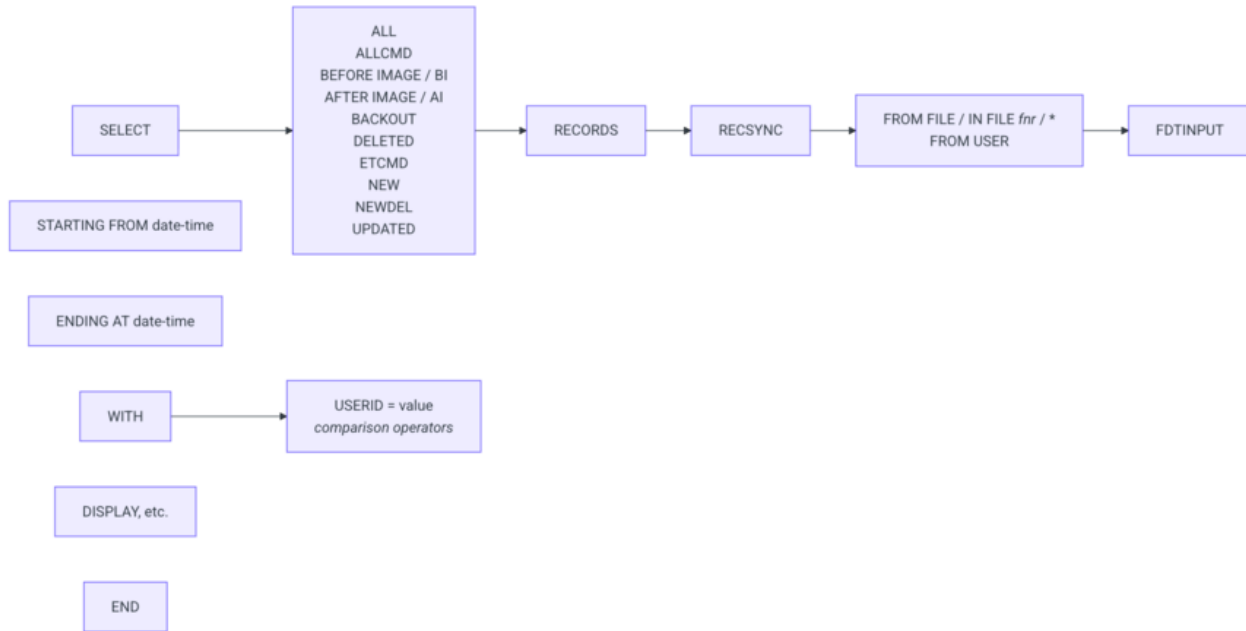 SELECT
ALL
ALLCMD
BEFORE IMAGE / BI
AFTER IMAGE / AI
BACKOUT
DELETED
ETCMD
NEW
NEWDEL
UPDATED
RECORDS
RECSYNC
FROM FILE / IN FILE fnr / *
FROM USER
FDTINPUT
STARTING FROM date-time
ENDING AT date-time
WITH
USERID = value
comparison operators
DISPLAY, etc.
END